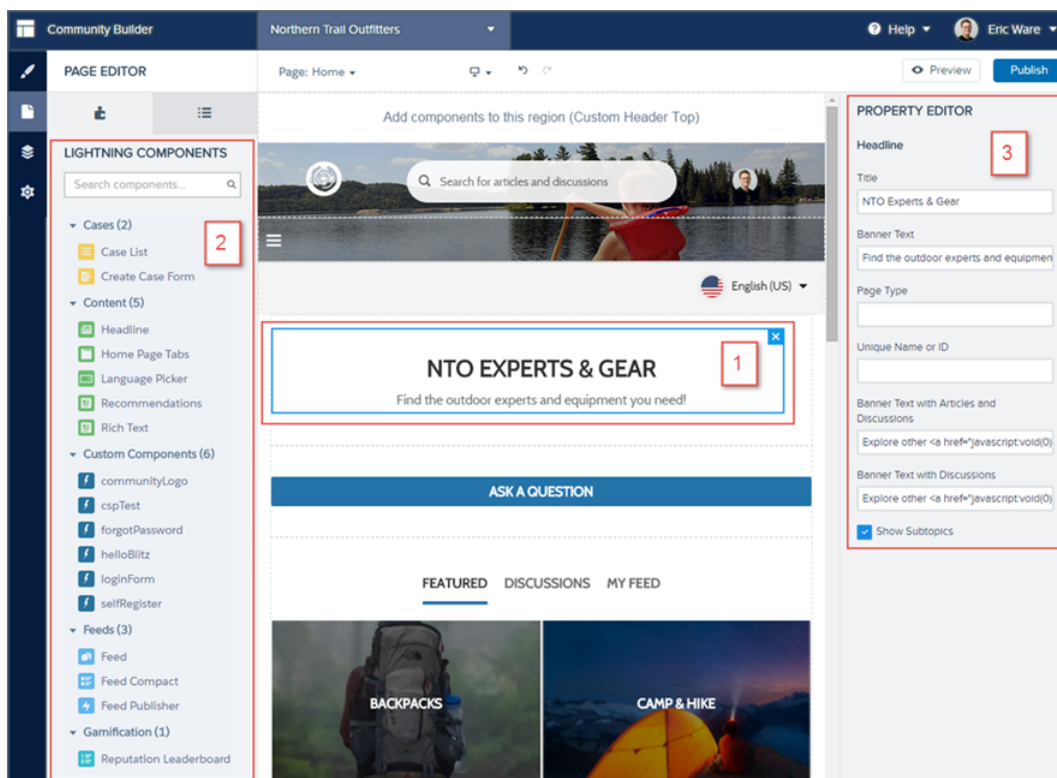 Community Builder
Northern Trail Outfitters
Help
Eric Ware
PAGE EDITOR
Page: Home
Preview
Publish
LIGHTNING COMPONENTS
Search components...
2
Cases (2)
Case List
Create Case Form
Content (5)
Headline
Home Page Tabs
Language Picker
Recommendations
Rich Text
Custom Components (6)
communityLogo
cspTest
forgotPassword
helloBlitz
loginForm
selfRegister
Feeds (3)
Feed
Feed Compact
Feed Publisher
Gamification (1)
Reputation Leaderboard
Add components to this region (Custom Header Top)
Search for articles and discussions
English (US)
1
NTO EXPERTS & GEAR
Find the outdoor experts and equipment you need!
ASK A QUESTION
FEATURED DISCUSSIONS MY FEED
BACKPACKS
CAMP & HIKE
PROPERTY EDITOR
3
Headline
Title
NTO Experts & Gear
Banner Text
Find the outdoor experts and equipmen
Page Type
Unique Name or ID
Banner Text with Articles and
Discussions
Explore other <a href="javascript:void(0)
Banner Text with Discussions
Explore other <a href="javascript:void(0)
Show Subtopics